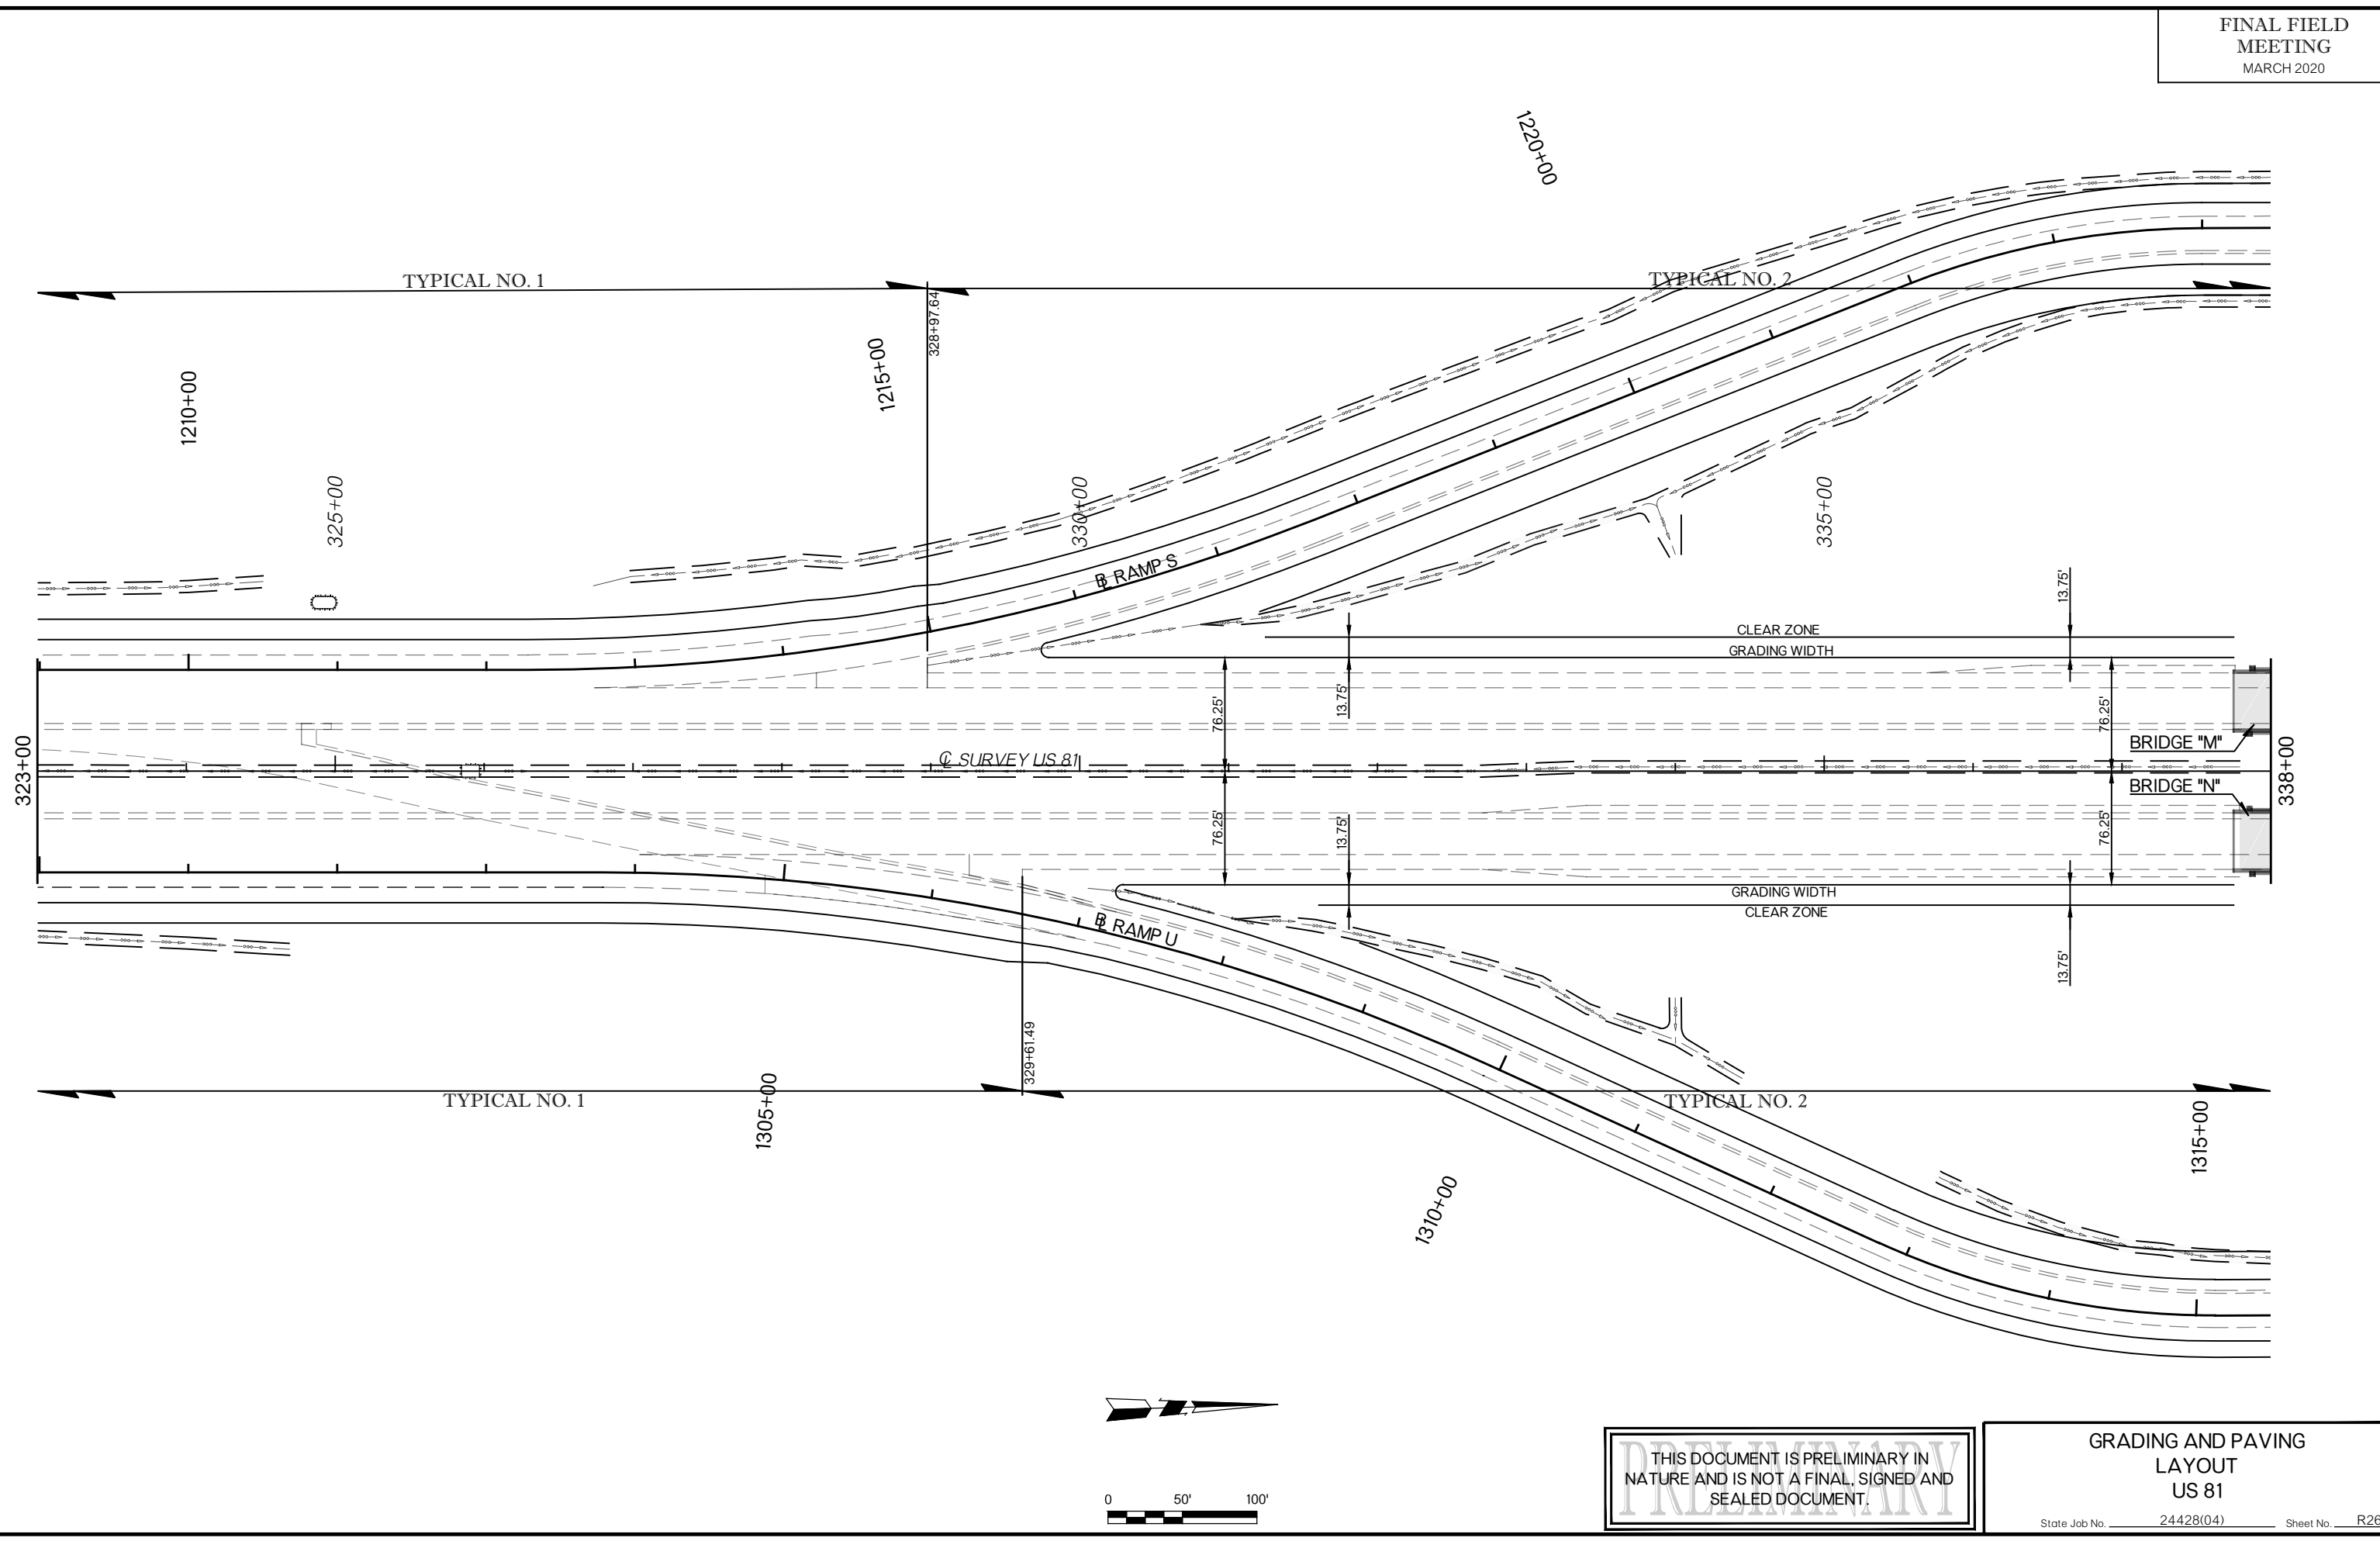 FINAL FIELD
MEETING
MARCH 2020
1220+00
TYPICAL NO. 1
TYPICAL NO. 2
328+97.64
1215+00
1210+00
325+00
330+00
335+00
℄ RAMP S
13.75'
CLEAR ZONE
GRADING WIDTH
13.75'
76.25'
76.25'
BRIDGE "M"
℄ SURVEY US 81
323+00
338+00
BRIDGE "N"
76.25'
13.75'
76.25'
GRADING WIDTH
CLEAR ZONE
RAMP U
13.75'
329+61.49
TYPICAL NO. 1
TYPICAL NO. 2
1305+00
1310+00
1315+00
0 50' 100'
PRELIMINARY
THIS DOCUMENT IS PRELIMINARY IN
NATURE AND IS NOT A FINAL, SIGNED AND
SEALED DOCUMENT.
GRADING AND PAVING
LAYOUT
US 81
State Job No. 24428(04) Sheet No. R26